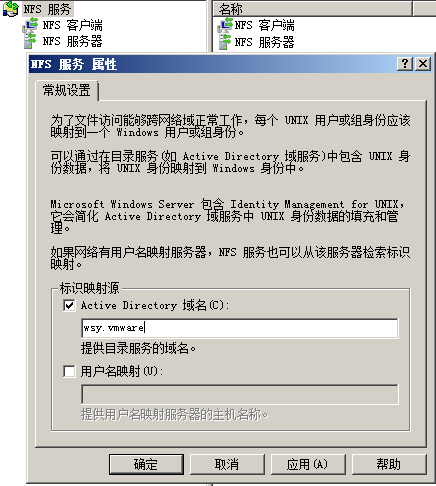 NFS 服务
名称
NFS 客户端
NFS 客户端
NFS 服务器
NFS 服务器
NFS 服务 属性
常规设置
为了文件访问能够跨网络域正常工作，每个 UNIX 用户或组身份应该
映射到一个 Windows 用户或组身份。
可以通过在目录服务(如 Active Directory 域服务)中包含 UNIX 身
份数据，将 UNIX 身份映射到 Windows 身份中。
Microsoft Windows Server 包含 Identity Management for UNIX，
它会简化 Active Directory 域服务中 UNIX 身份数据的填充和管
理。
如果网络有用户名映射服务器，NFS 服务也可以从该服务器检索标识
映射。
标识映射源
Active Directory 域名(C):
wsy.vmware
提供目录服务的域名。
用户名映射(U):
提供用户名映射服务器的主机名称。
确定 取消 应用(A) 帮助